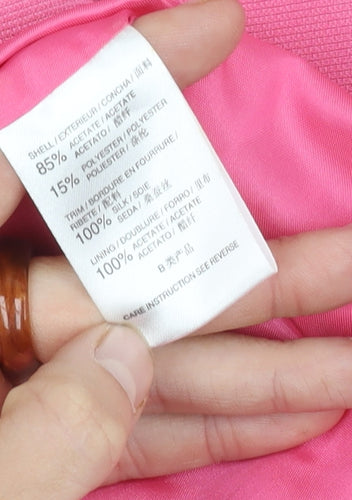 SHELL / EXTERIEUR / CONCHA / 面料
85% ACETATE / ACETATE
ACETATO / 醋纤
15% POLYESTER / POLYESTER
POLIESTER / 涤纶
TRIM / BORDURE EN FOURRURE /
RIBETE / 配料
100% SILK / SOIE
SEDA / 桑蚕丝
LINING / DOUBLURE / FORRO / 里布
100% ACETATE / ACETATE
ACETATO / 醋纤
B 类产品
CARE INSTRUCTION SEE REVERSE